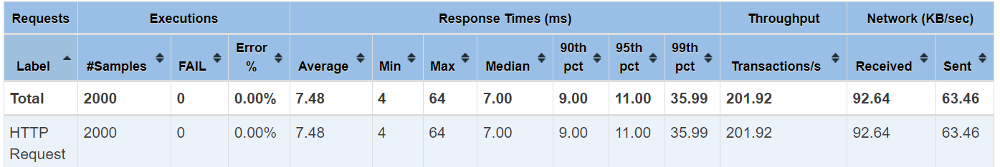 Requests Executions Response Times (ms) Throughput Network (KB/sec)
Label #Samples FAIL Error % Average Min Max Median 90th pct 95th pct 99th pct Transactions/s Received Sent
Total 2000 0 0.00% 7.48 4 64 7.00 9.00 11.00 35.99 201.92 92.64 63.46
HTTP Request 2000 0 0.00% 7.48 4 64 7.00 9.00 11.00 35.99 201.92 92.64 63.46